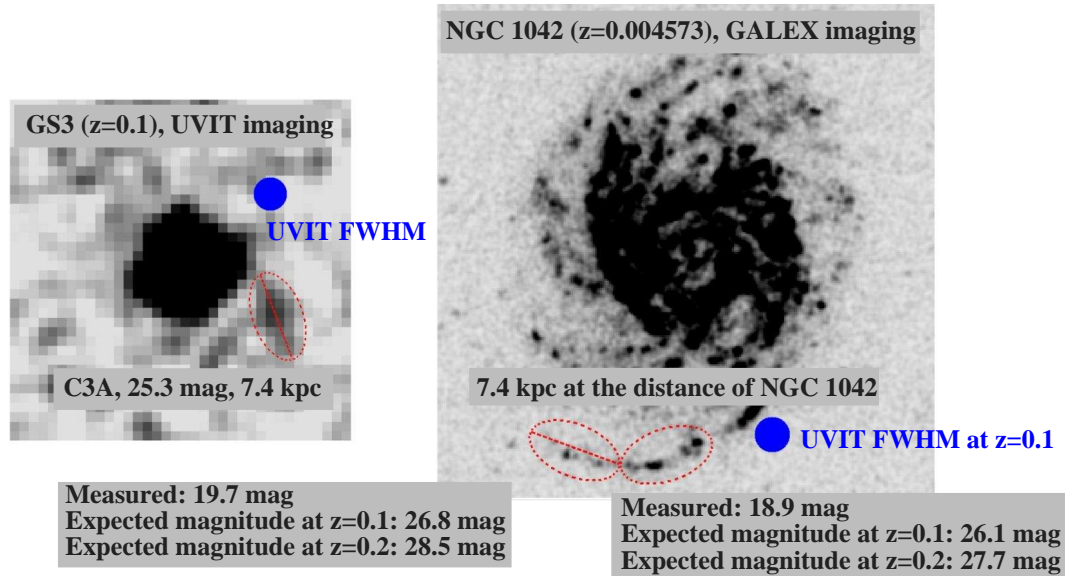 NGC 1042 (z=0.004573), GALEX imaging
GS3 (z=0.1), UVIT imaging
UVIT FWHM
C3A, 25.3 mag, 7.4 kpc
7.4 kpc at the distance of NGC 1042
UVIT FWHM at z=0.1
Measured: 19.7 mag
Expected magnitude at z=0.1: 26.8 mag
Expected magnitude at z=0.2: 28.5 mag
Measured: 18.9 mag
Expected magnitude at z=0.1: 26.1 mag
Expected magnitude at z=0.2: 27.7 mag